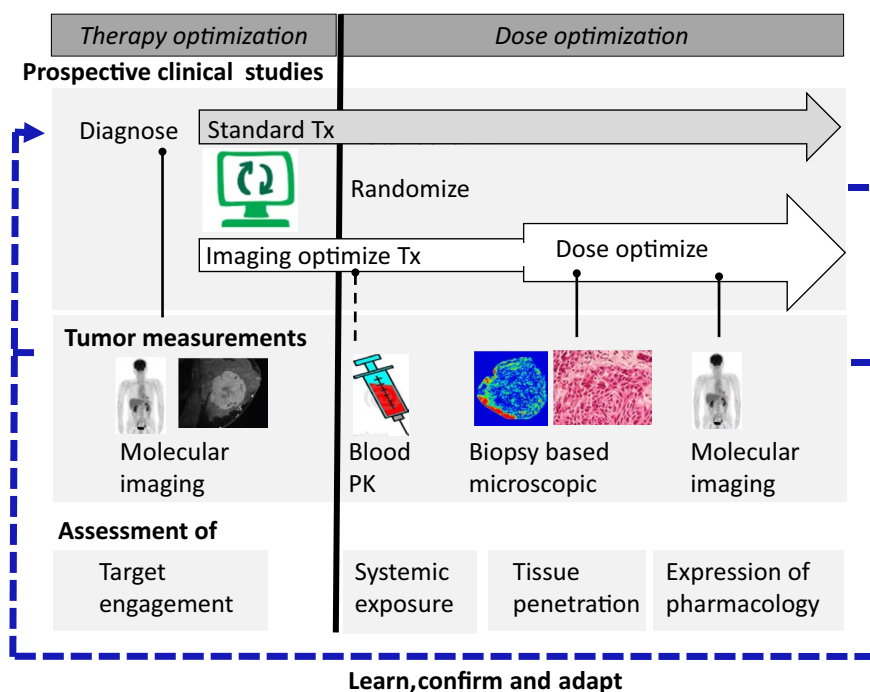 Therapy optimization
Dose optimization
Prospective clinical studies
Diagnose
Standard Tx
Randomize
Imaging optimize Tx
Dose optimize
Tumor measurements
Molecular
imaging
Blood
PK
Biopsy based
microscopic
Molecular
imaging
Assessment of
Target
engagement
Systemic
exposure
Tissue
penetration
Expression of
pharmacology
Learn,confirm and adapt